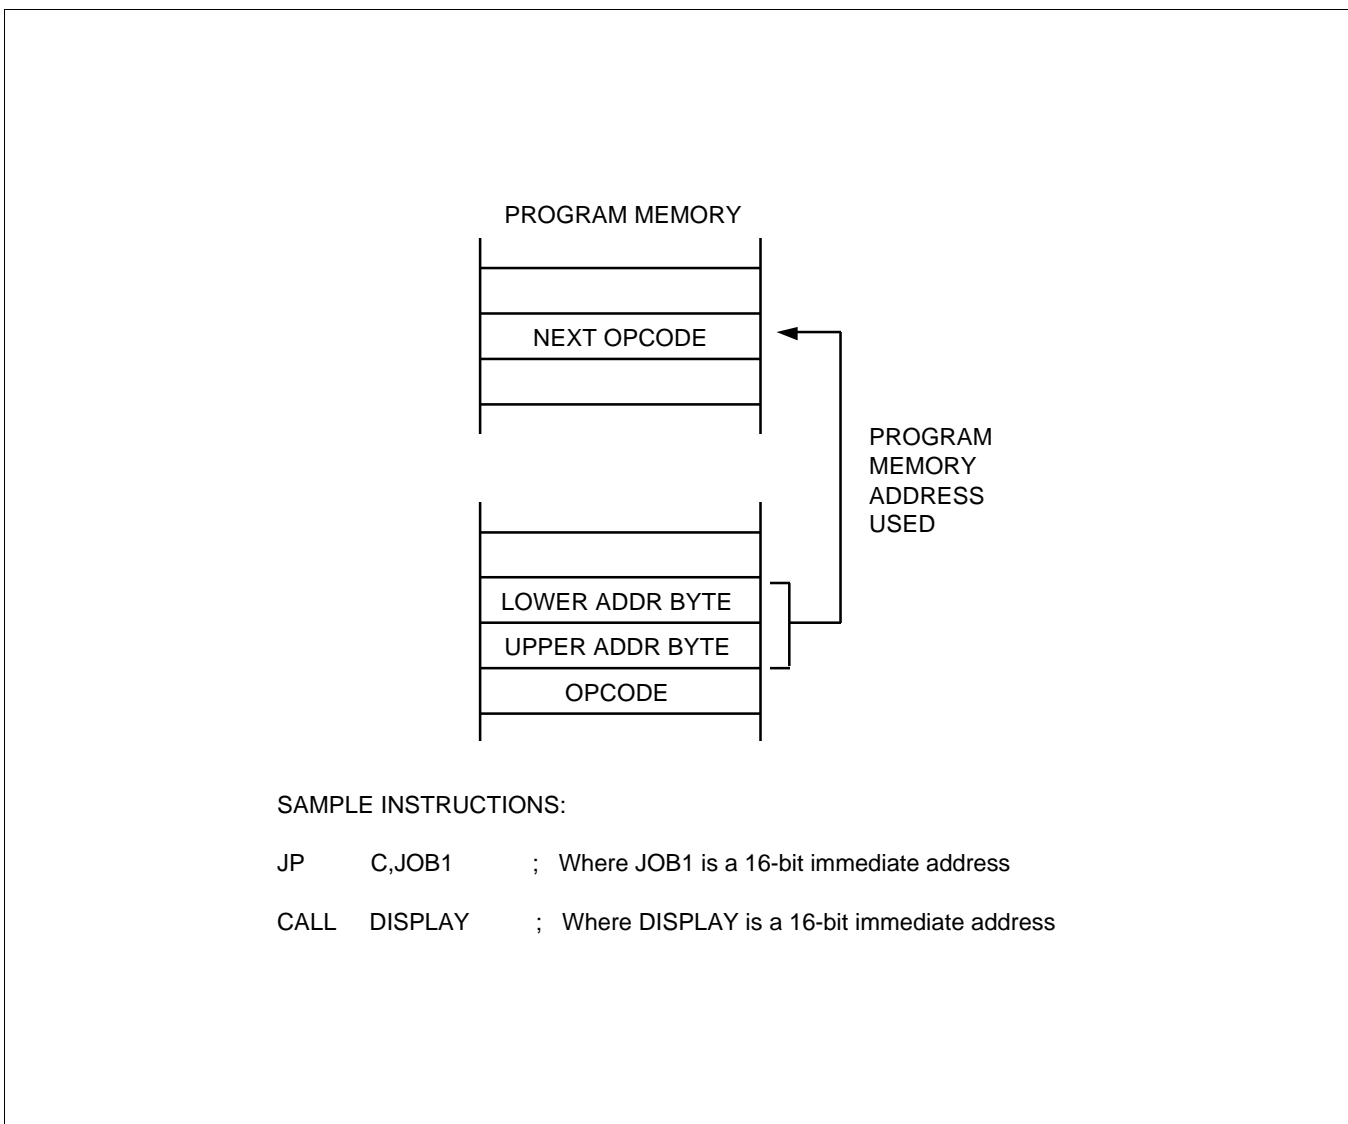 PROGRAM MEMORY
NEXT OPCODE
PROGRAM
MEMORY
ADDRESS
USED
LOWER ADDR BYTE
UPPER ADDR BYTE
OPCODE
SAMPLE INSTRUCTIONS:
JP C,JOB1 ; Where JOB1 is a 16-bit immediate address
CALL DISPLAY ; Where DISPLAY is a 16-bit immediate address